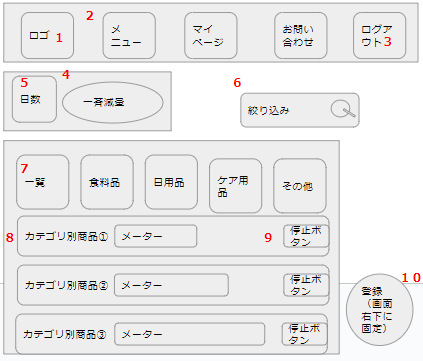 ロゴ 1
2
メ
ニュー
マイ
ページ
お問い
合わせ
ログア
ウト3
5
日数
4
一斉減量
6
絞り込み
7
一覧
食料品
日用品
ケア用
品
その他
8
カテゴリ別商品①
メーター
9
停止ボ
タン
カテゴリ別商品②
メーター
停止ボ
タン
カテゴリ別商品③
メーター
停止ボ
タン
10
登録
(画面
右下に
固定)